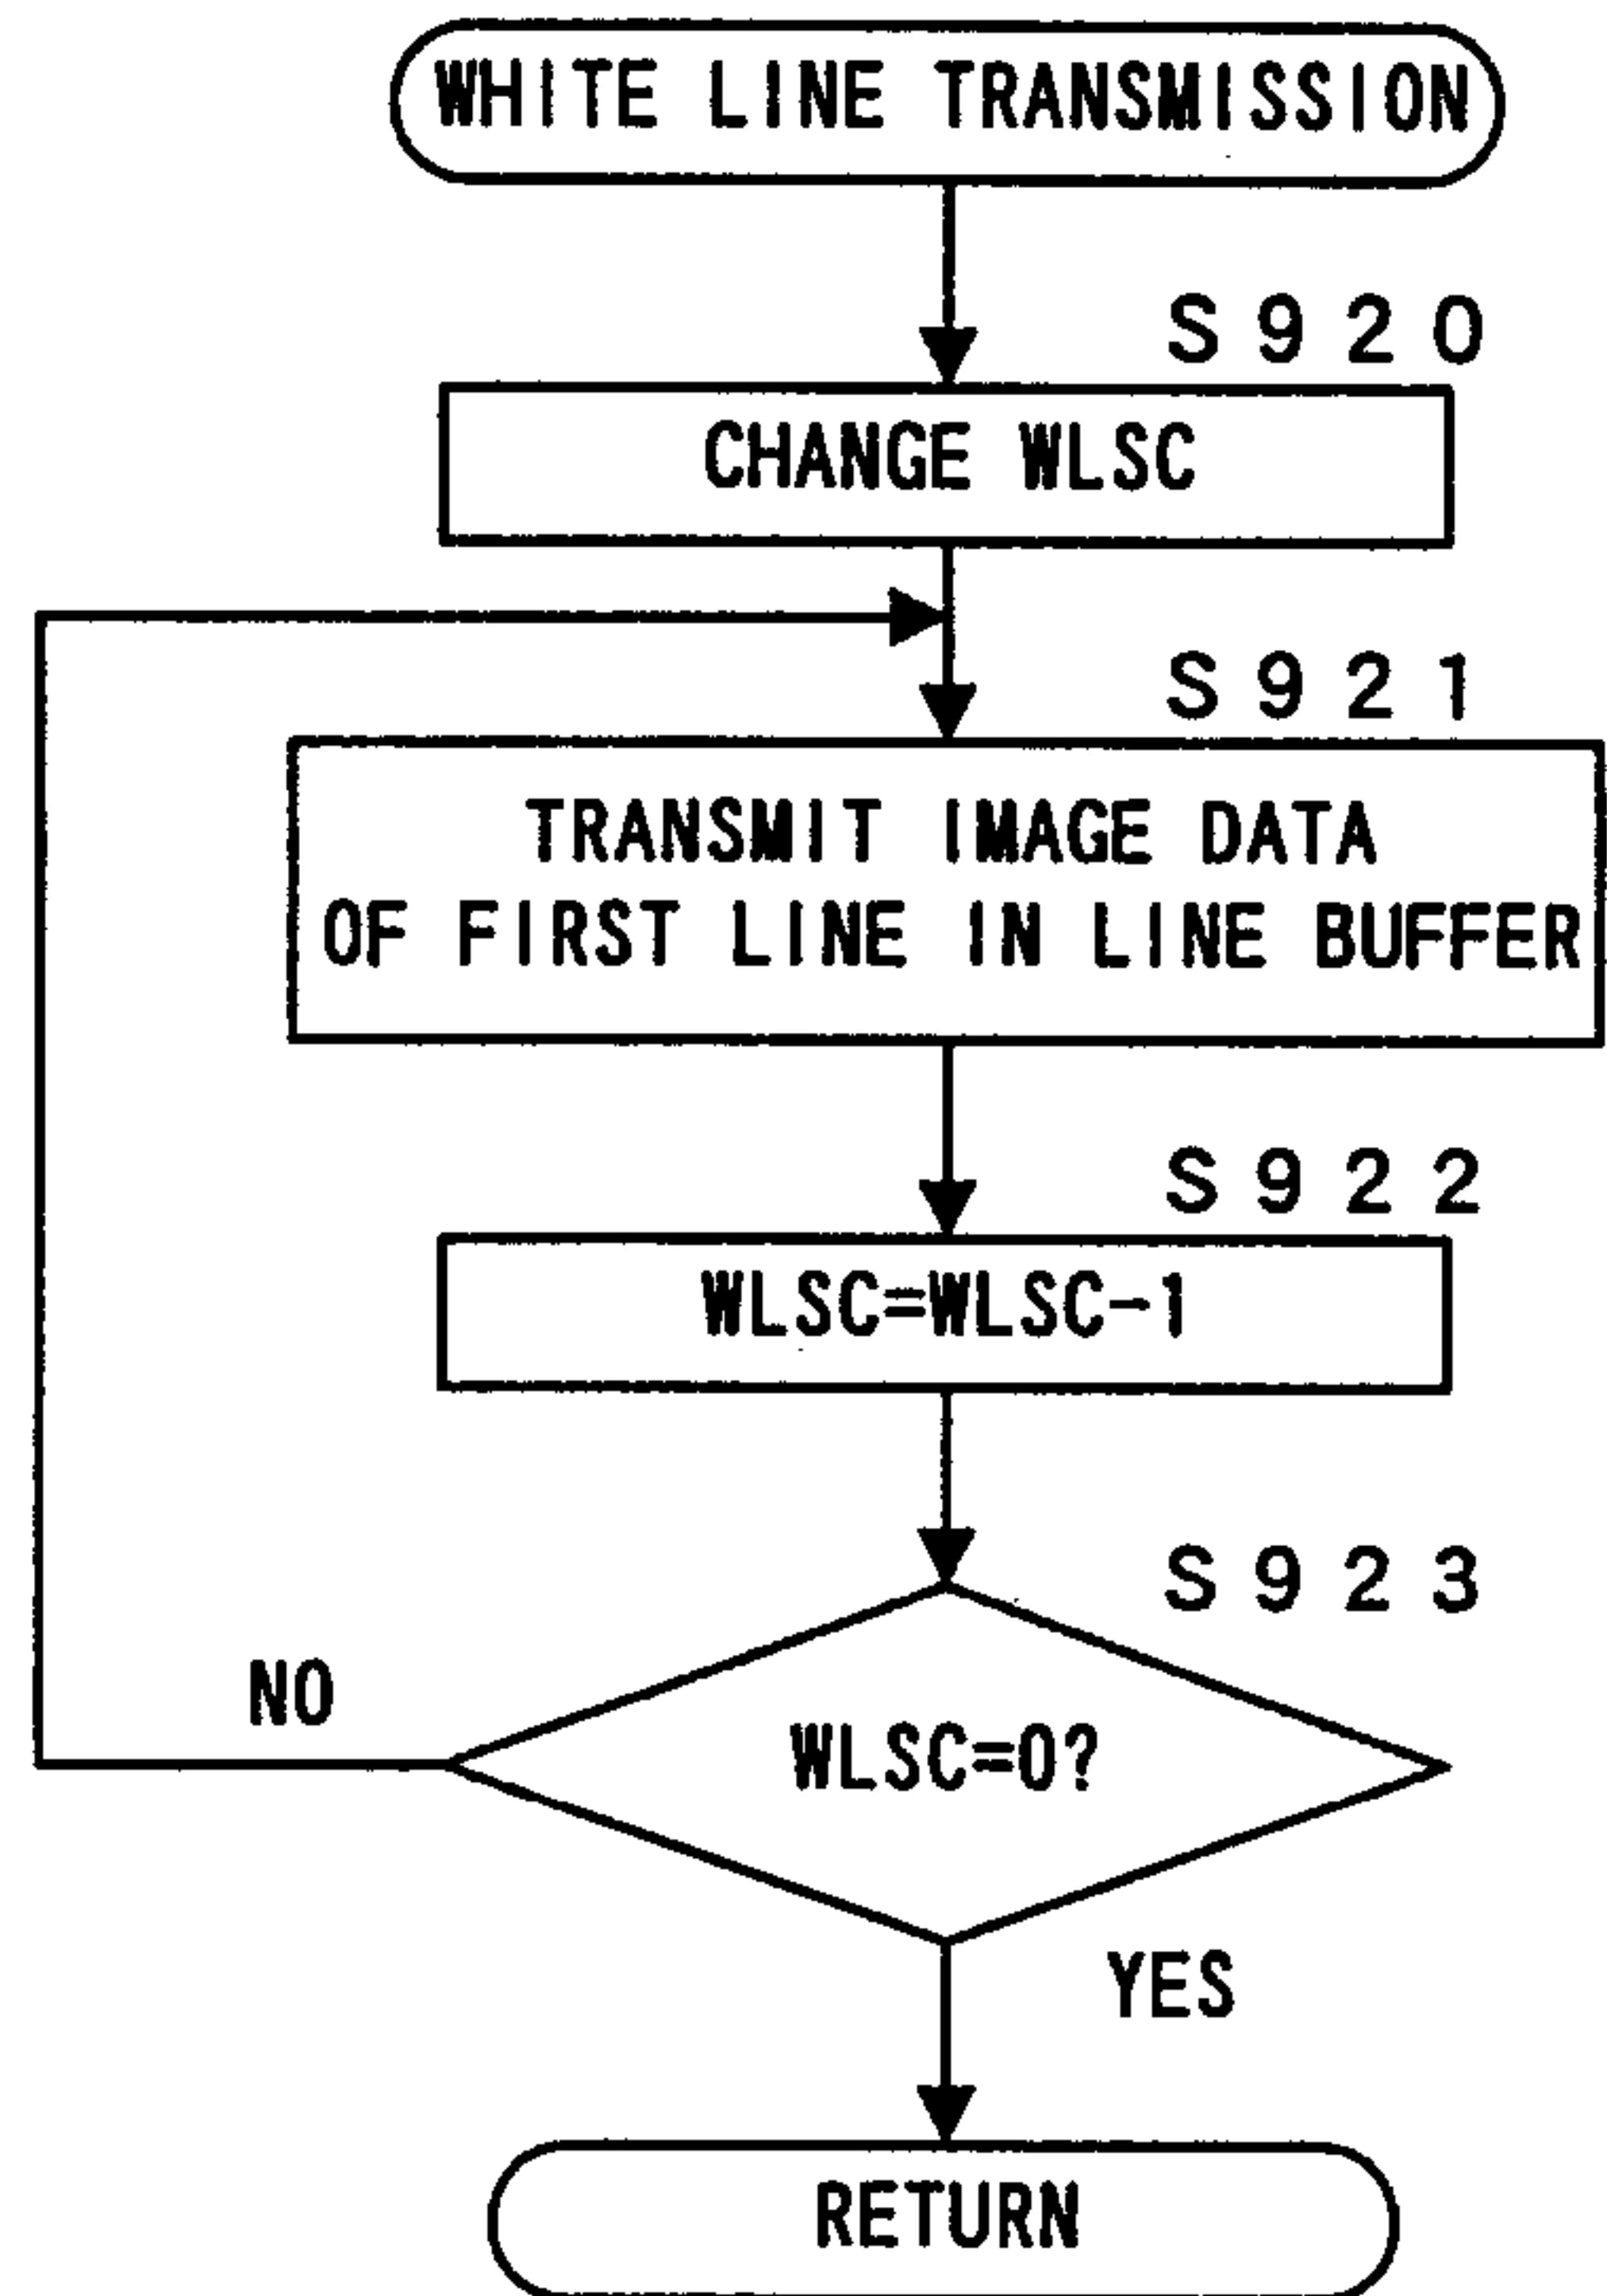 WHITE LINE TRANSMISSION
S920
CHANGE WLSC
S921
TRANSMIT IMAGE DATA
OF FIRST LINE IN LINE BUFFER
S922
WLSC=WLSC-1
S923
NO
WLSC=0?
YES
RETURN